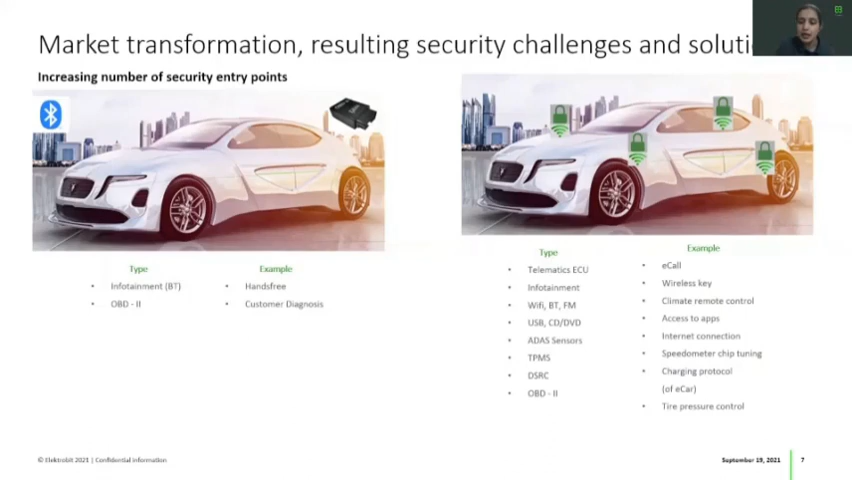 Market transformation, resulting security challenges and
Increasing number of security entry points
Type
Example
• Infotainment (BT)
• Handsfree
• OBD - II
• Customer Diagnosis
Type
Example
• Telematics ECU
• Infotainment
• Wifi, BT, FM
• USB, CD/DVD
• ADAS Sensors
• TPMS
• DSRC
• OBD - II
• eCall
• Wireless key
• Climate remote control
• Access to apps
• Internet connection
• Speedometer chip tuning
• Charging protocol
(of eCar)
• Tire pressure control
© Elektrobit 2021 | Confidential information
September 19, 2021
7